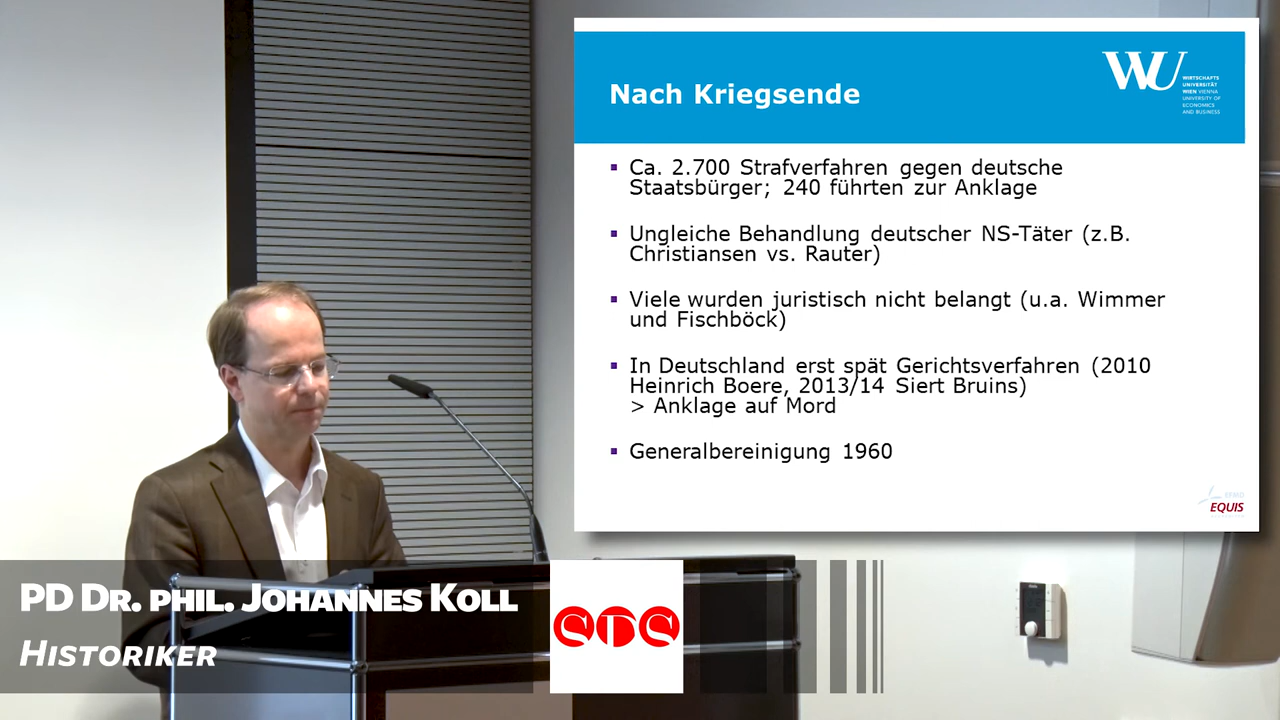 Nach Kriegsende
WU
WIRTSCHAFTS
UNIVERSITÄT
WIEN VIENNA
UNIVERSITY OF
ECONOMICS
AND BUSINESS
▪ Ca. 2.700 Strafverfahren gegen deutsche
Staatsbürger; 240 führten zur Anklage
▪ Ungleiche Behandlung deutscher NS-Täter (z.B.
Christiansen vs. Rauter)
▪ Viele wurden juristisch nicht belangt (u.a. Wimmer
und Fischböck)
▪ In Deutschland erst spät Gerichtsverfahren (2010
Heinrich Boere, 2013/14 Siert Bruins)
> Anklage auf Mord
▪ Generalbereinigung 1960
EFMD
EQUIS
PD Dr. phil. Johannes Koll
Historiker